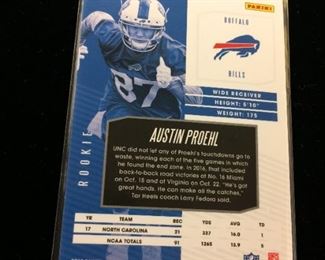 PANINI
BUFFALO
BILLS
87
WIDE RECEIVER
HEIGHT: 5'10"
WEIGHT: 175
ROOKIE
AUSTIN PROEHL
UNC did not let any of Proehl's touchdowns go to
waste, winning each of the five games in which
he found the end zone. In 2016, that included
back-to-back road victories at No. 16 Miami
on Oct. 15 and at Virginia on Oct. 22. "He's got
great hands. He can make all the catches,"
Tar Heels coach Larry Fedora said.
YR TEAM REC YDS AVG TD
17 NORTH CAROLINA 21 337 16.0 1
NCAA TOTALS 91 1265 13.9 5
NFL